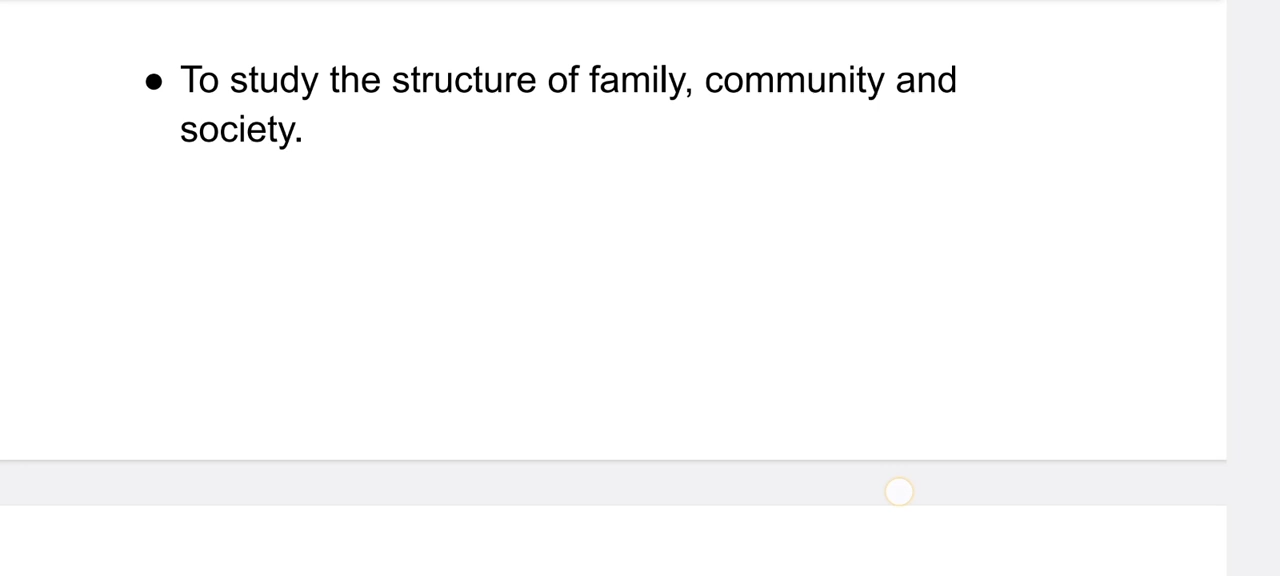 ● To study the structure of family, community and
society.